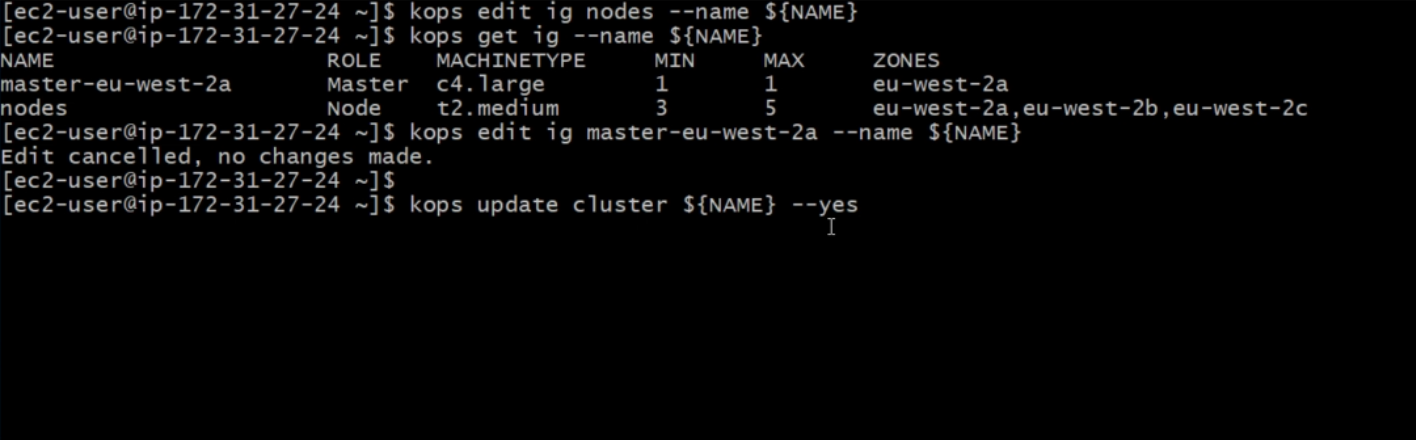 [ec2-user@ip-172-31-27-24 ~]$ kops edit ig nodes --name ${NAME}
[ec2-user@ip-172-31-27-24 ~]$ kops get ig --name ${NAME}
NAME ROLE MACHINETYPE MIN MAX ZONES
master-eu-west-2a Master c4.large 1 1 eu-west-2a
nodes Node t2.medium 3 5 eu-west-2a,eu-west-2b,eu-west-2c
[ec2-user@ip-172-31-27-24 ~]$ kops edit ig master-eu-west-2a --name ${NAME}
Edit cancelled, no changes made.
[ec2-user@ip-172-31-27-24 ~]$
[ec2-user@ip-172-31-27-24 ~]$ kops update cluster ${NAME} --yes